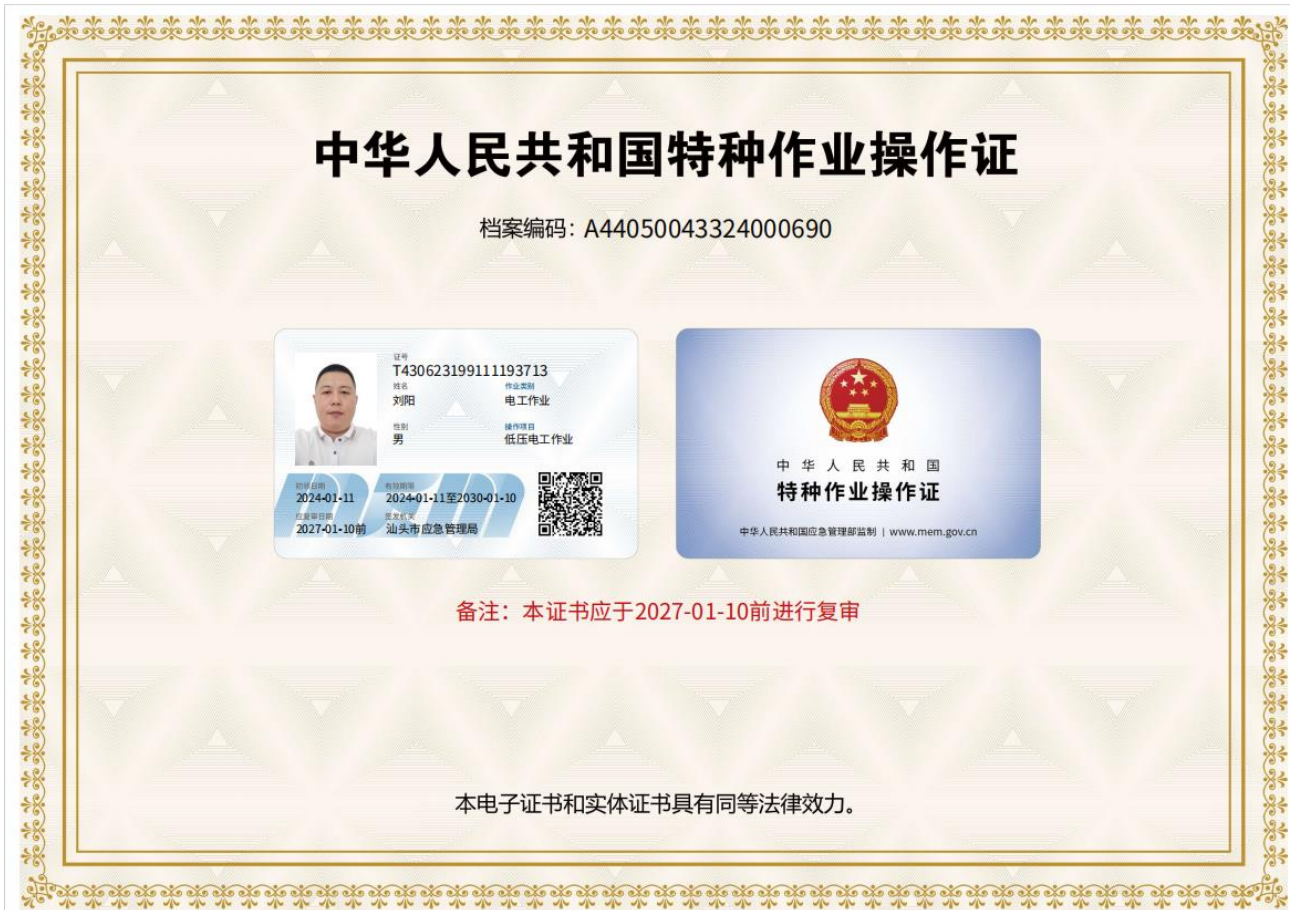 中华人民共和国特种作业操作证
档案编码：A44050043324000690
证号
T430623199111193713
姓名 作业类别
刘阳 电工作业
性别 操作项目
男 低压电工作业
初领日期 有效期限
2024-01-11 2024-01-11至2030-01-10
应复审日期 签发机关
2027-01-10前 汕头市应急管理局
中华人民共和国
特种作业操作证
中华人民共和国应急管理部监制 | www.mem.gov.cn
备注：本证书应于2027-01-10前进行复审
本电子证书和实体证书具有同等法律效力。